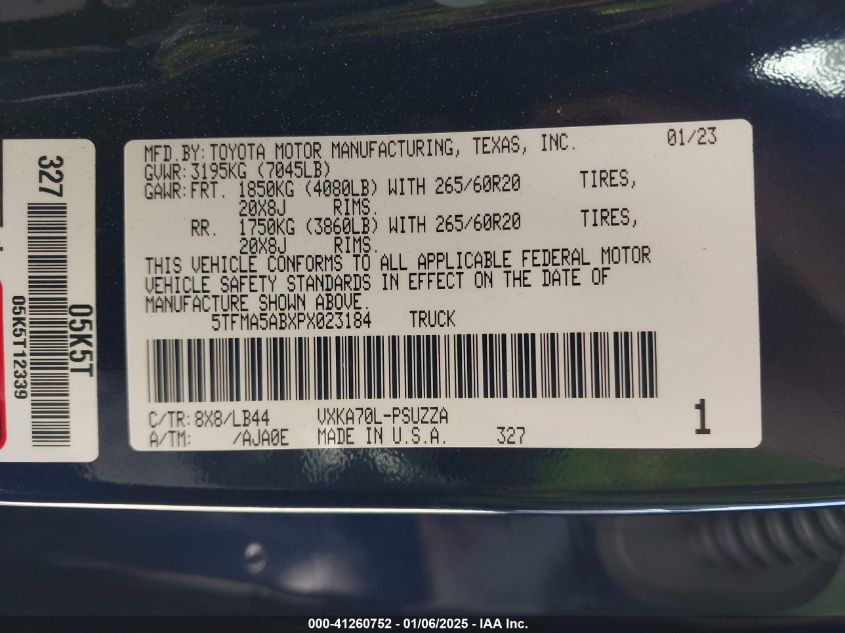 327
05K5T
05K5T12339
MFD.BY:TOYOTA MOTOR MANUFACTURING, TEXAS, INC. 01/23
GVWR:3195KG (7045LB)
GAWR:FRT. 1850KG (4080LB) WITH 265/60R20 TIRES,
20X8J RIMS.
RR. 1750KG (3860LB) WITH 265/60R20 TIRES,
20X8J RIMS.
THIS VEHICLE CONFORMS TO ALL APPLICABLE FEDERAL MOTOR
VEHICLE SAFETY STANDARDS IN EFFECT ON THE DATE OF
MANUFACTURE SHOWN ABOVE.
5TFMA5ABXPX023184 TRUCK
C/TR:8X8/LB44 VXKA70L-PSUZZA
A/TM: /AJA0E MADE IN U.S.A. 327 1
000-41260752 — 01/06/2025 — IAA Inc.